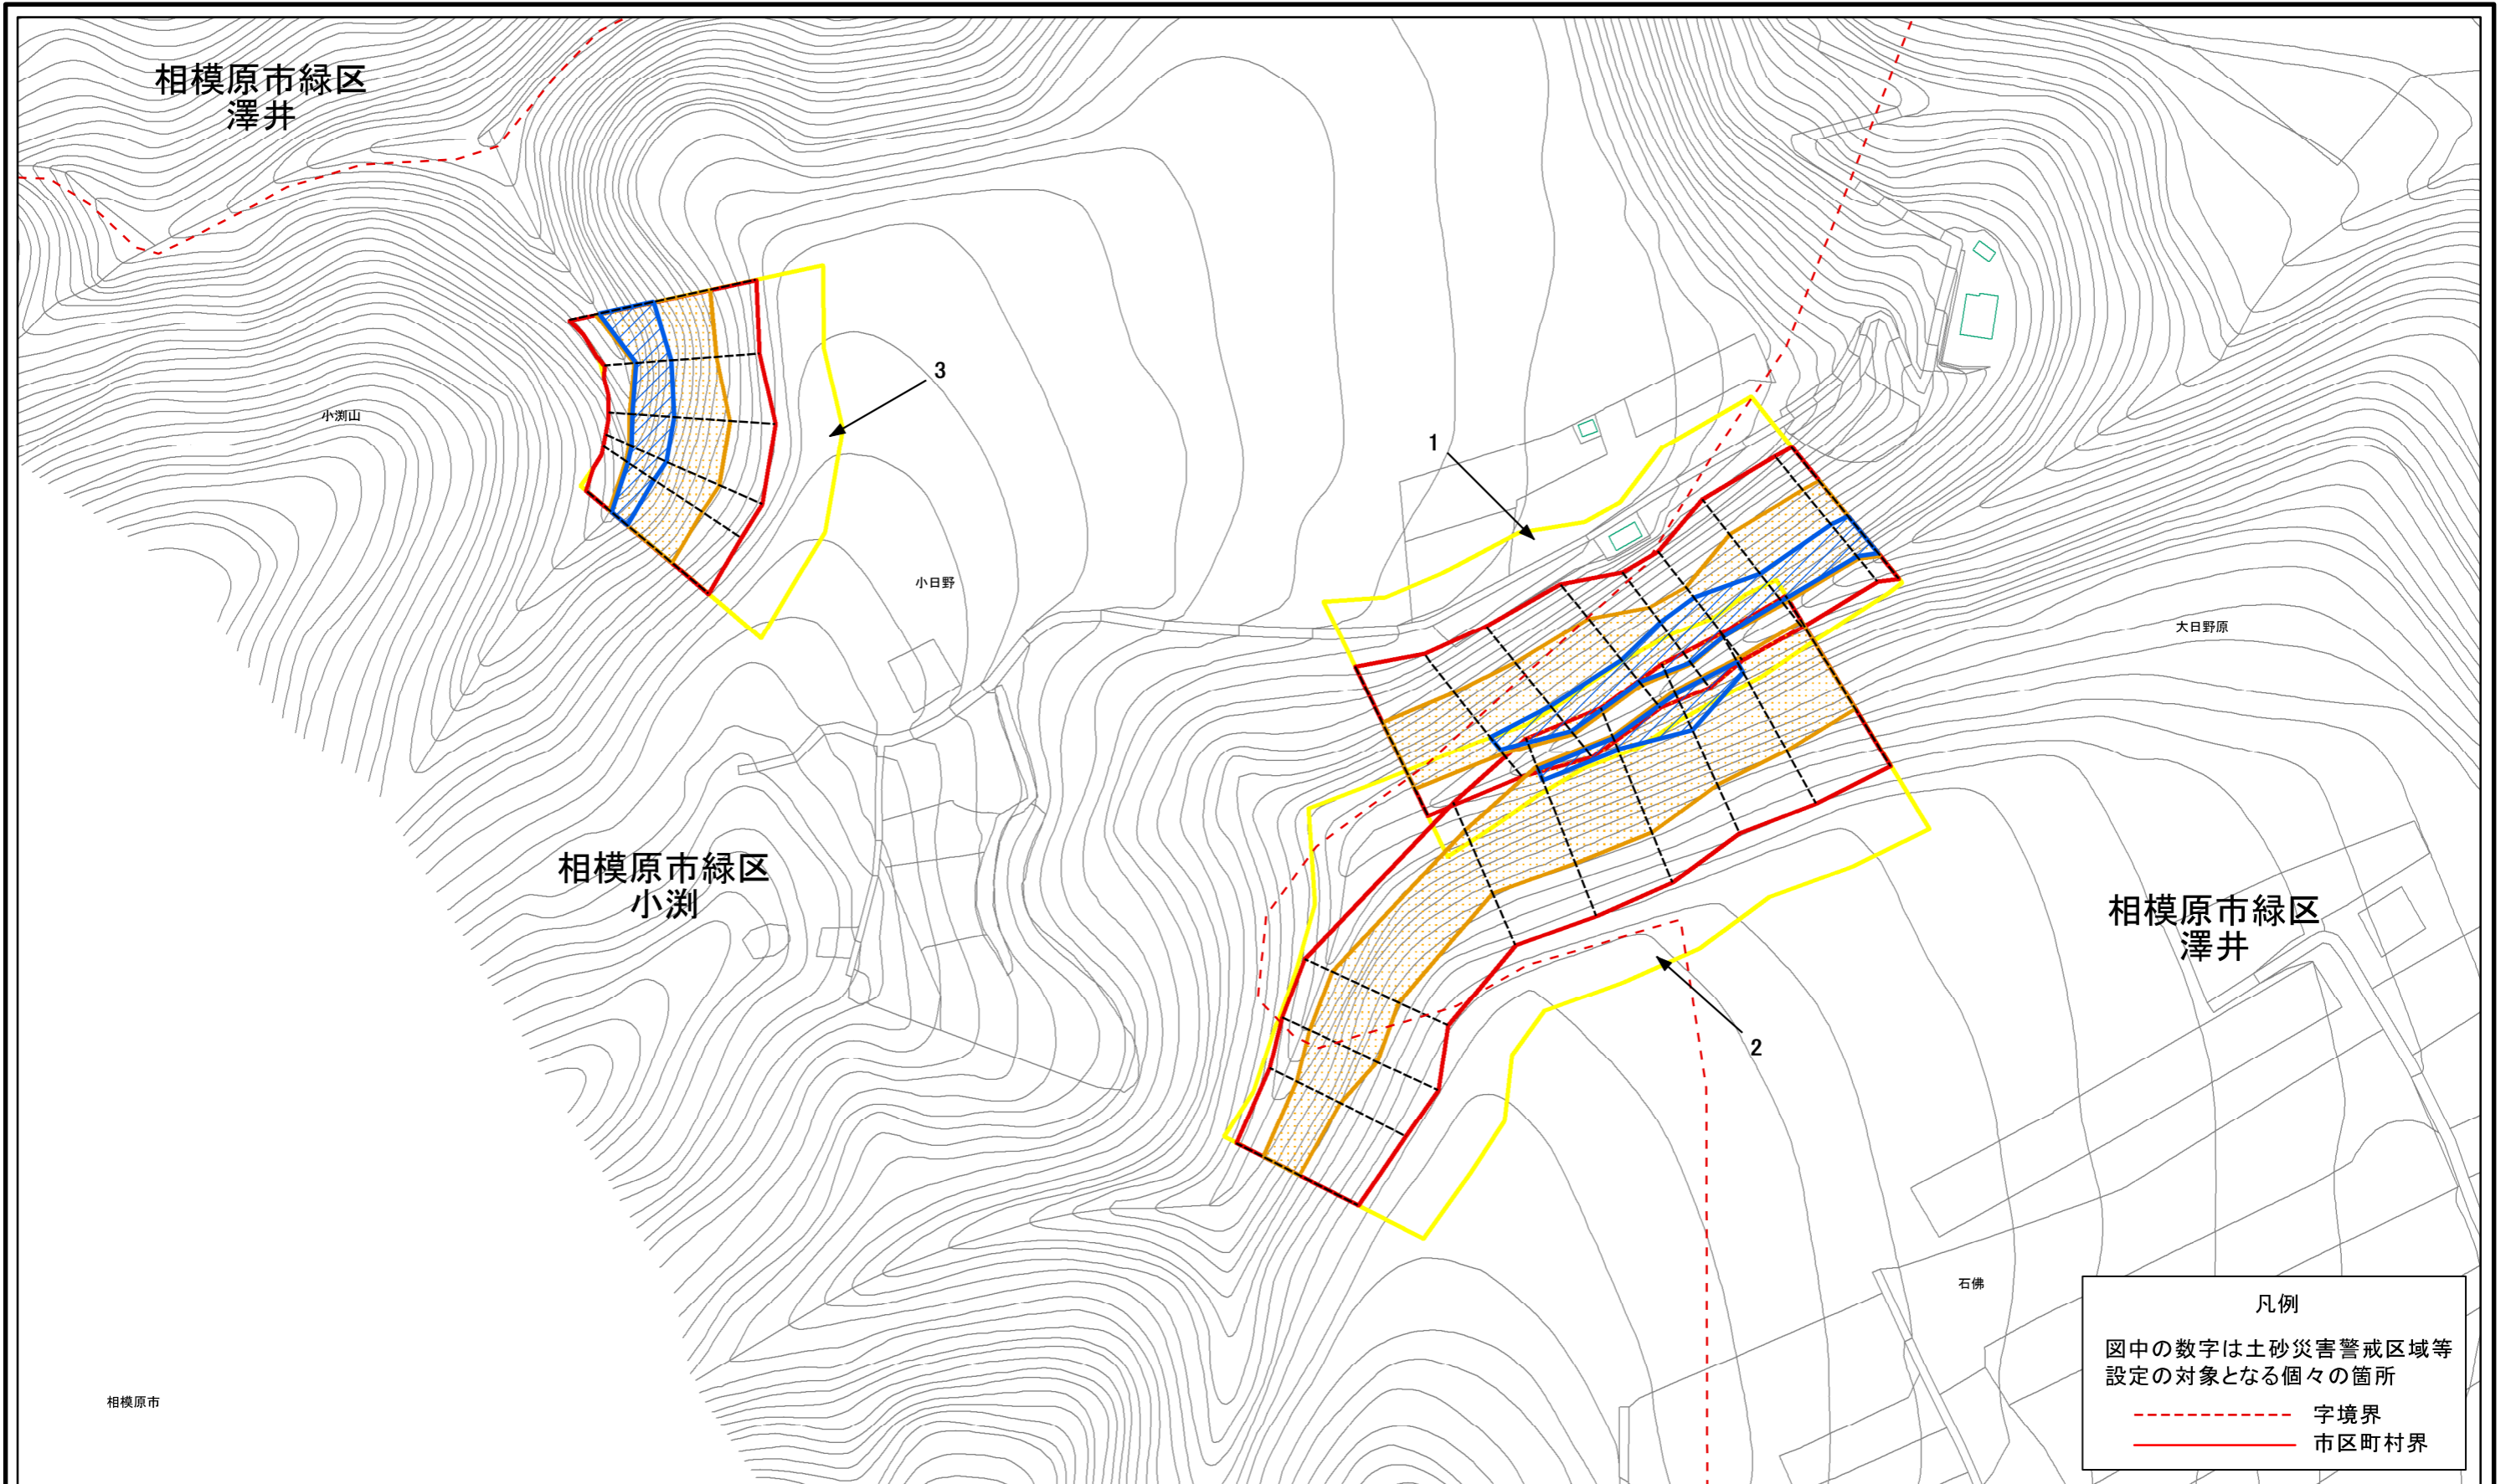 相模原市緑区
澤井
3
小渕山
1
小日野
大日野原
相模原市緑区
小渕
相模原市緑区
澤井
2
石佛
凡例
図中の数字は土砂災害警戒区域等
設定の対象となる個々の箇所
字境界
市区町村界
相模原市